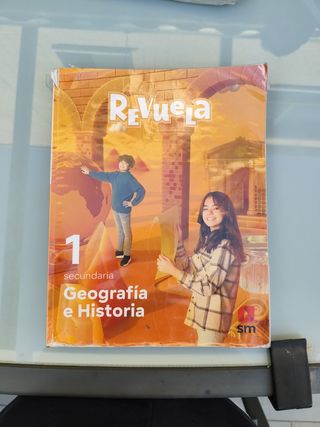 REVUELA
1
secundaria
Geografía
e Historia
sm